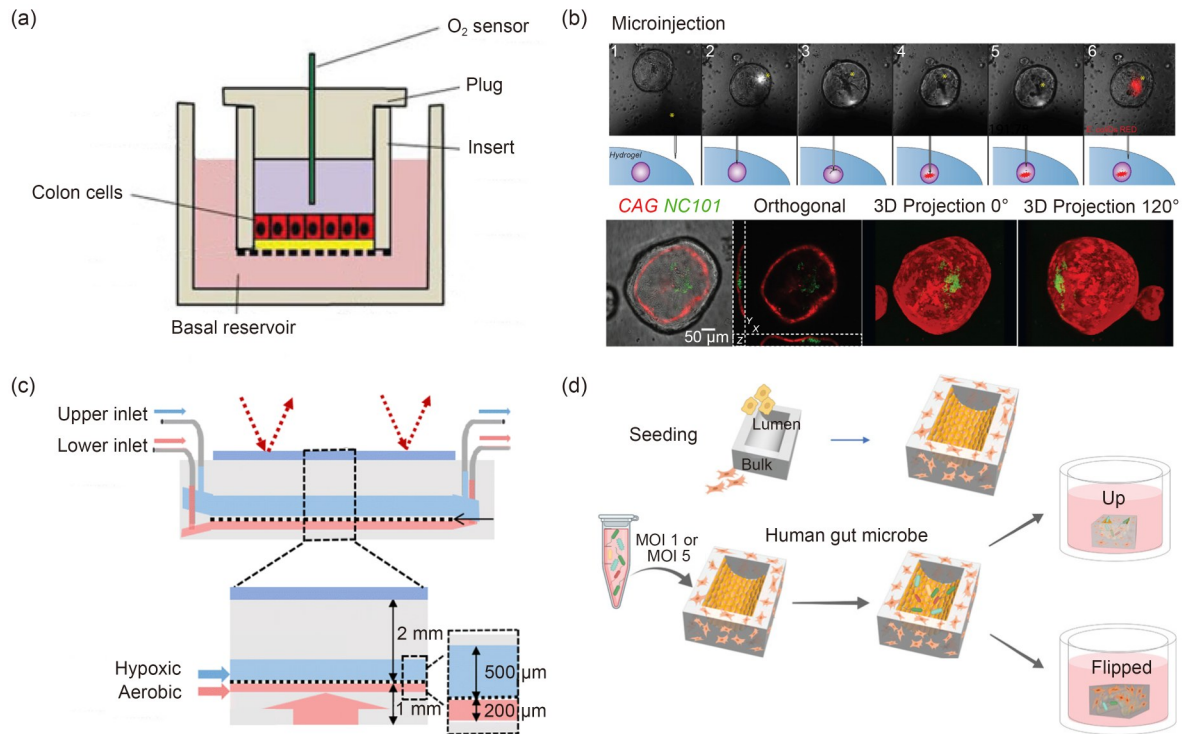 (a)
O₂ sensor
Plug
Insert
Colon cells
Basal reservoir
(b)
Microinjection
1 2 3 4 5 6
Hydrogel
CAG NC101
Orthogonal
3D Projection 0°
3D Projection 120°
50 μm
Y
X
Z
(c)
Upper inlet
Lower inlet
2 mm
Hypoxic
Aerobic
1 mm
500 μm
200 μm
(d)
Seeding
Lumen
Bulk
MOI 1 or
MOI 5
Human gut microbe
Up
Flipped